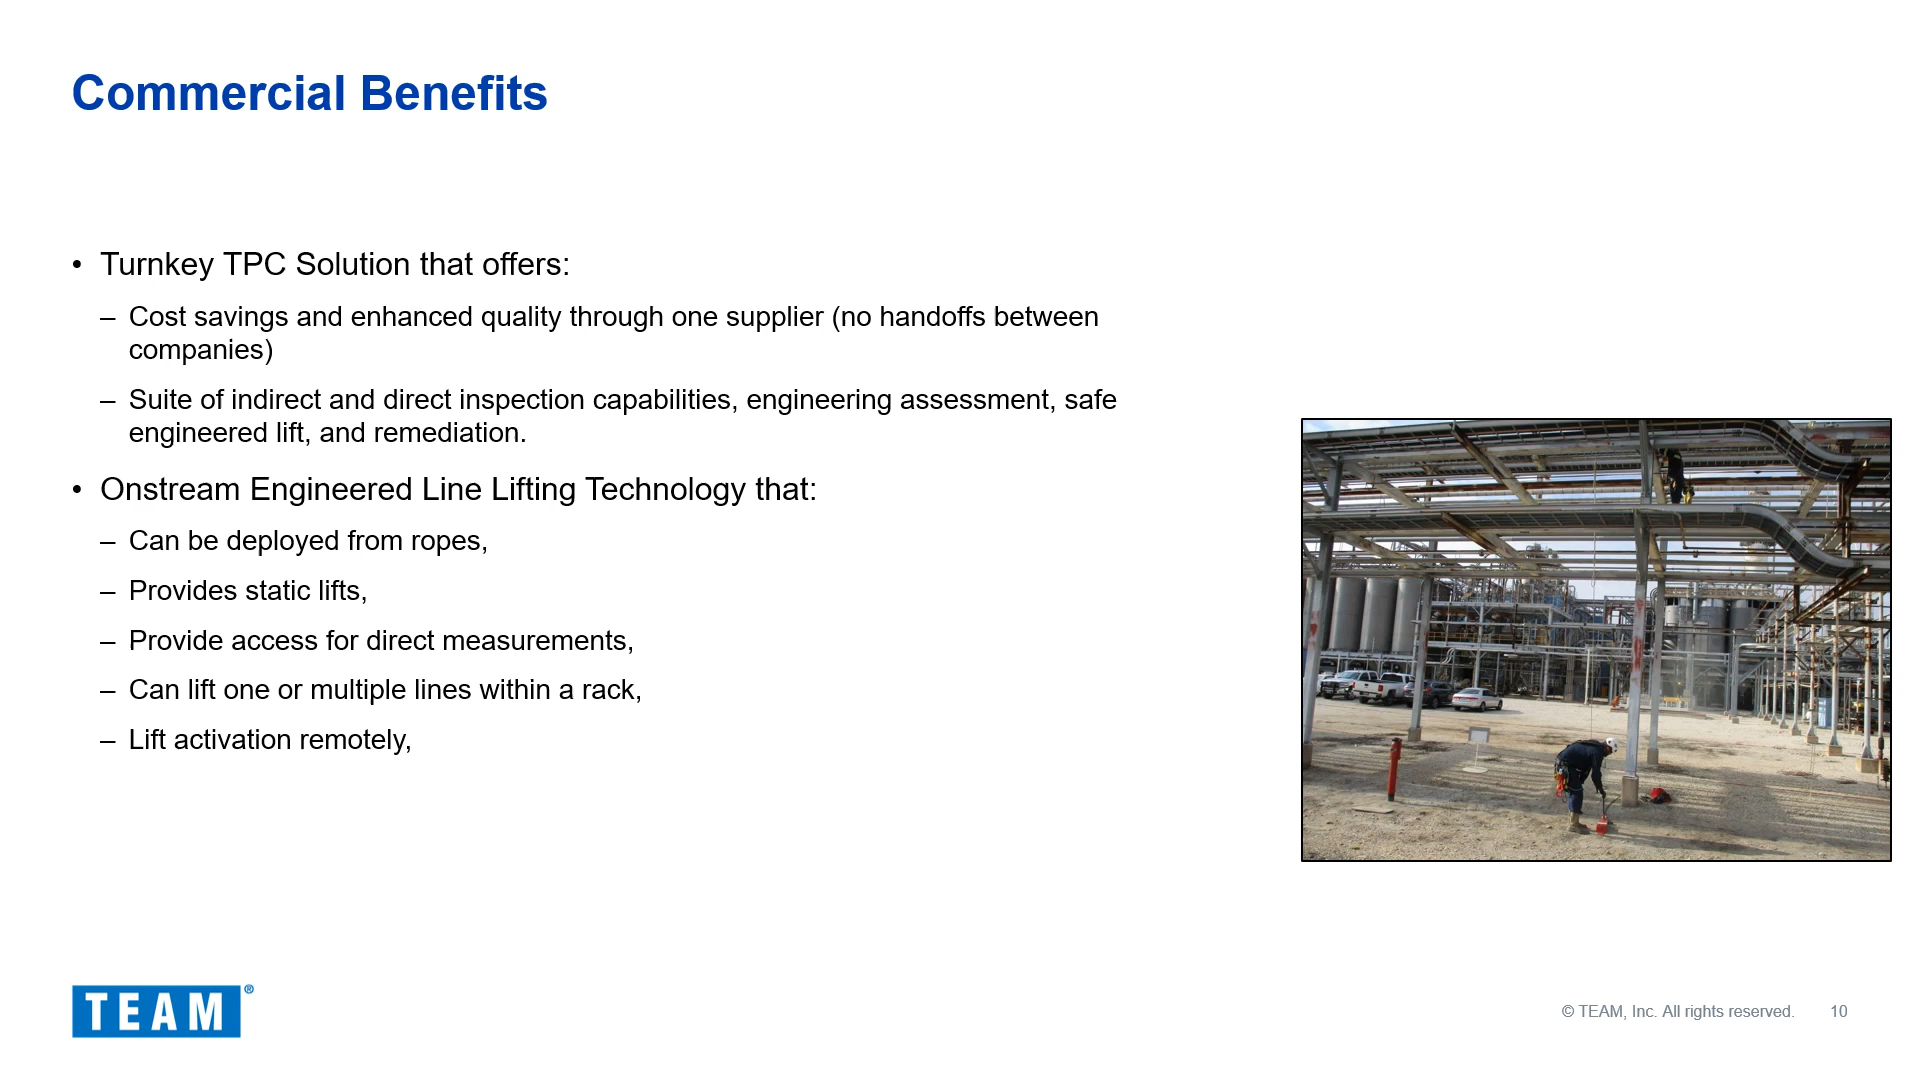 Commercial Benefits
• Turnkey TPC Solution that offers:
– Cost savings and enhanced quality through one supplier (no handoffs between
companies)
– Suite of indirect and direct inspection capabilities, engineering assessment, safe
engineered lift, and remediation.
• Onstream Engineered Line Lifting Technology that:
– Can be deployed from ropes,
– Provides static lifts,
– Provide access for direct measurements,
– Can lift one or multiple lines within a rack,
– Lift activation remotely,
TEAM®
© TEAM, Inc. All rights reserved. 10